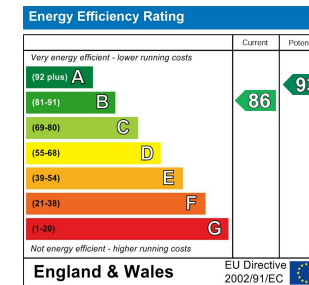 Energy Efficiency Rating
Current
Very energy efficient - lower running costs
(92 plus) A
(81-91) B
86
(69-80) C
(55-68) D
(39-54) E
(21-38) F
(1-20) G
Not energy efficient - higher running costs
England & Wales
EU Directive
2002/91/EC